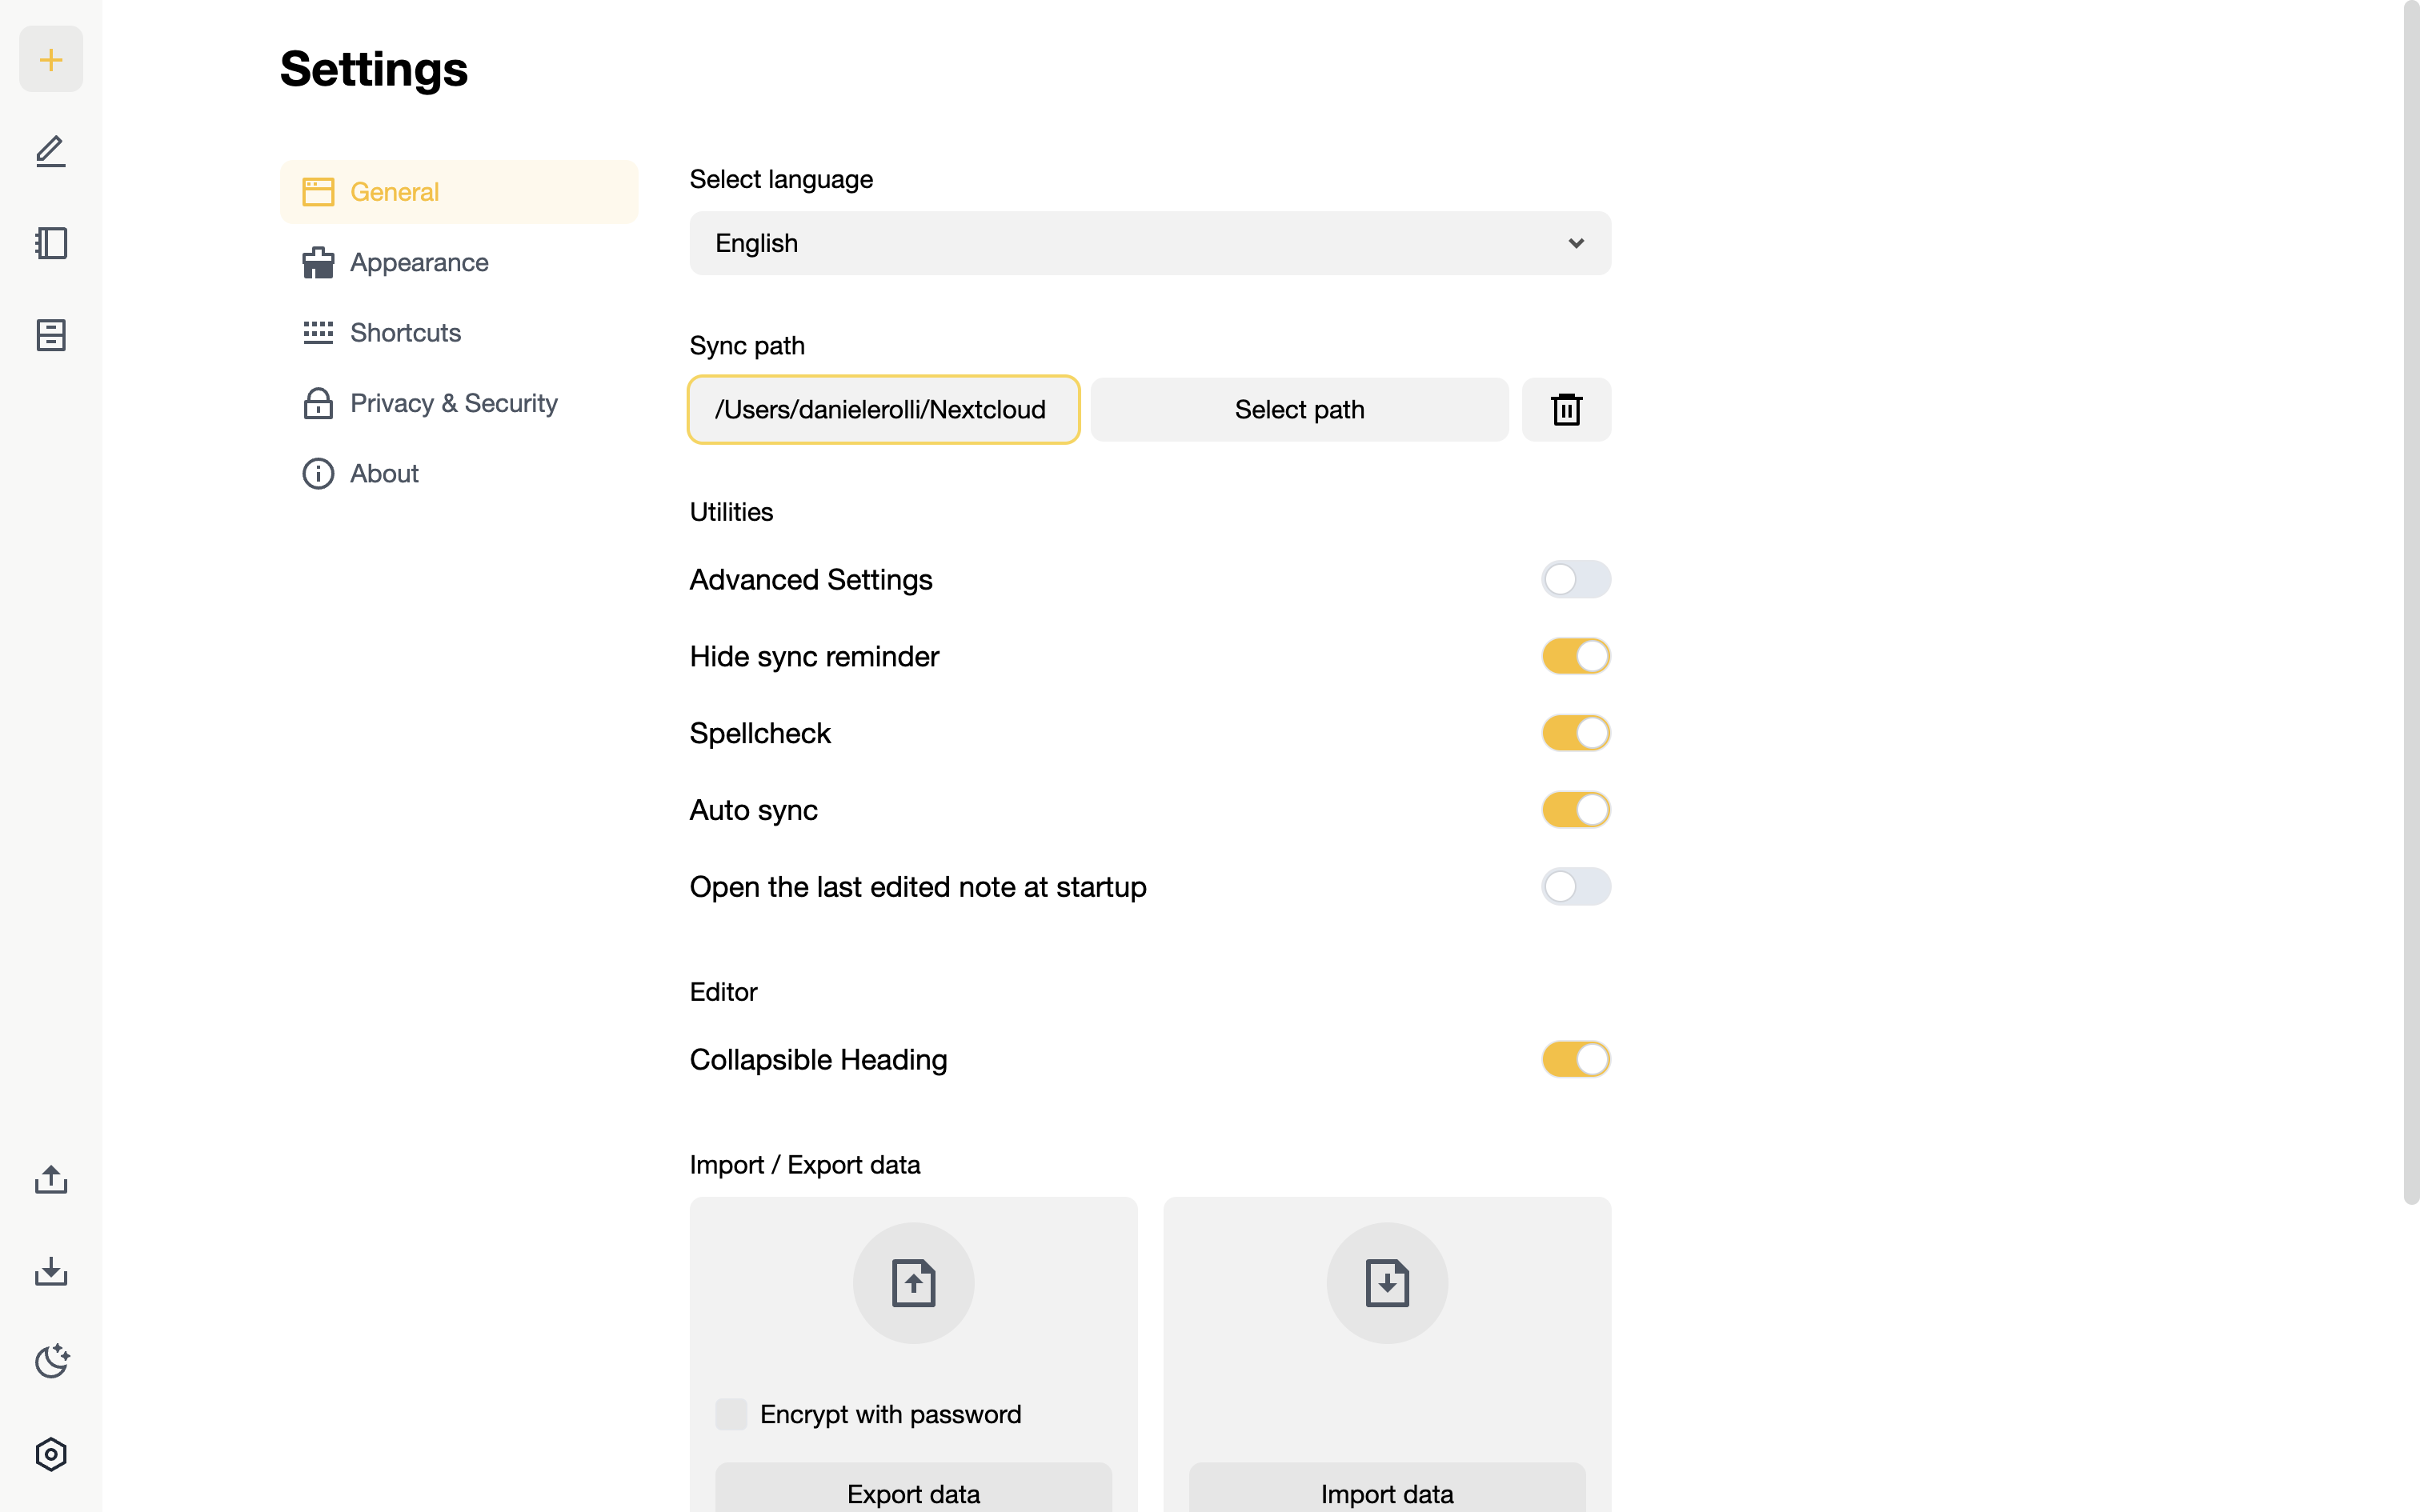 Settings
General
Appearance
Shortcuts
Privacy & Security
About
Select language
English
Sync path
/Users/danielerolli/Nextcloud
Select path
Utilities
Advanced Settings
Hide sync reminder
Spellcheck
Auto sync
Open the last edited note at startup
Editor
Collapsible Heading
Import / Export data
Encrypt with password
Export data
Import data